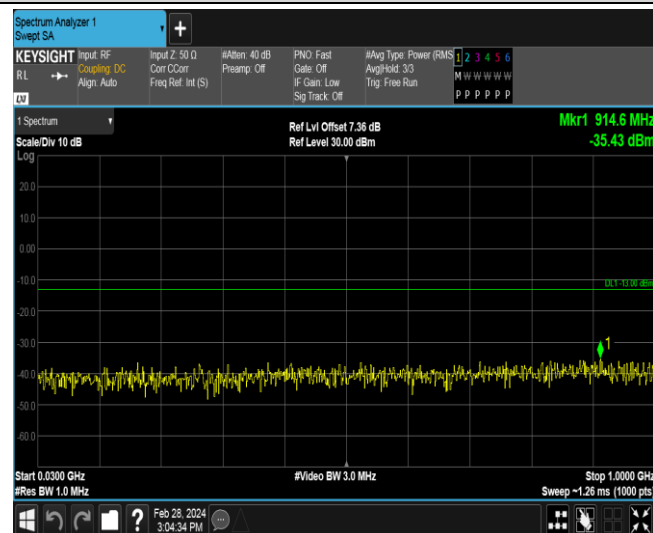 Spectrum Analyzer 1
Swept SA
+
KEYSIGHT Input: RF Input Z: 50 Ω #Atten: 40 dB PNO: Fast #Avg Type: Power (RMS 1 2 3 4 5 6
RL Coupling: DC Corr CCorr Preamp: Off Gate: Off Avg|Hold: 3/3 M W W W W W
Align: Auto Freq Ref: Int (S) IF Gain: Low Trig: Free Run P P P P P P
LXI Sig Track: Off
1 Spectrum Ref Lvl Offset 7.36 dB Mkr1 914.6 MHz
Scale/Div 10 dB Ref Level 30.00 dBm -35.43 dBm
Log
20.0
10.0
0.00
-10.0
DL1 -13.00 dBm
-20.0
-30.0
1
-40.0
-50.0
-60.0
Start 0.0300 GHz #Video BW 3.0 MHz Stop 1.0000 GHz
#Res BW 1.0 MHz Sweep ~1.26 ms (1000 pts)
? Feb 28, 2024
3:04:34 PM